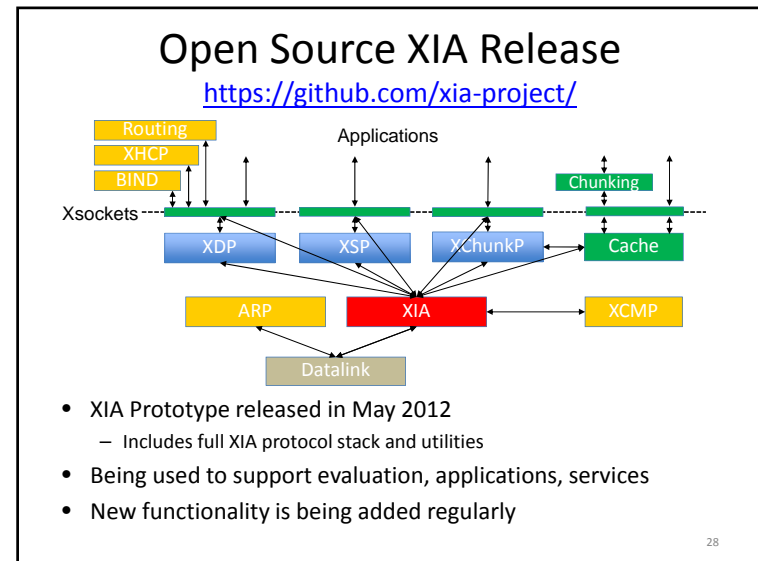 Open Source XIA Release
https://github.com/xia-project/
Routing
Applications
XHCP
BIND
Chunking
Xsockets
XDP
XSP
XChunkP
Cache
ARP
XIA
XCMP
Datalink
• XIA Prototype released in May 2012
– Includes full XIA protocol stack and utilities
• Being used to support evaluation, applications, services
• New functionality is being added regularly
28